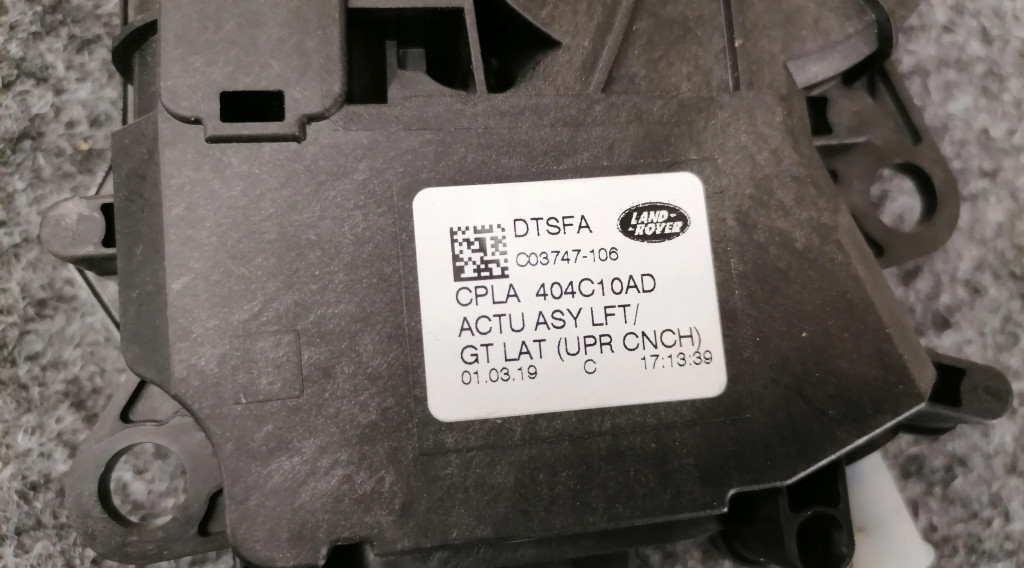 DTSFA
LAND-
-ROVER
C03747-106
CPLA 404C10AD
ACTU ASY LFT/
GT LAT (UPR CNCH)
01.03.19 C 17:13:39